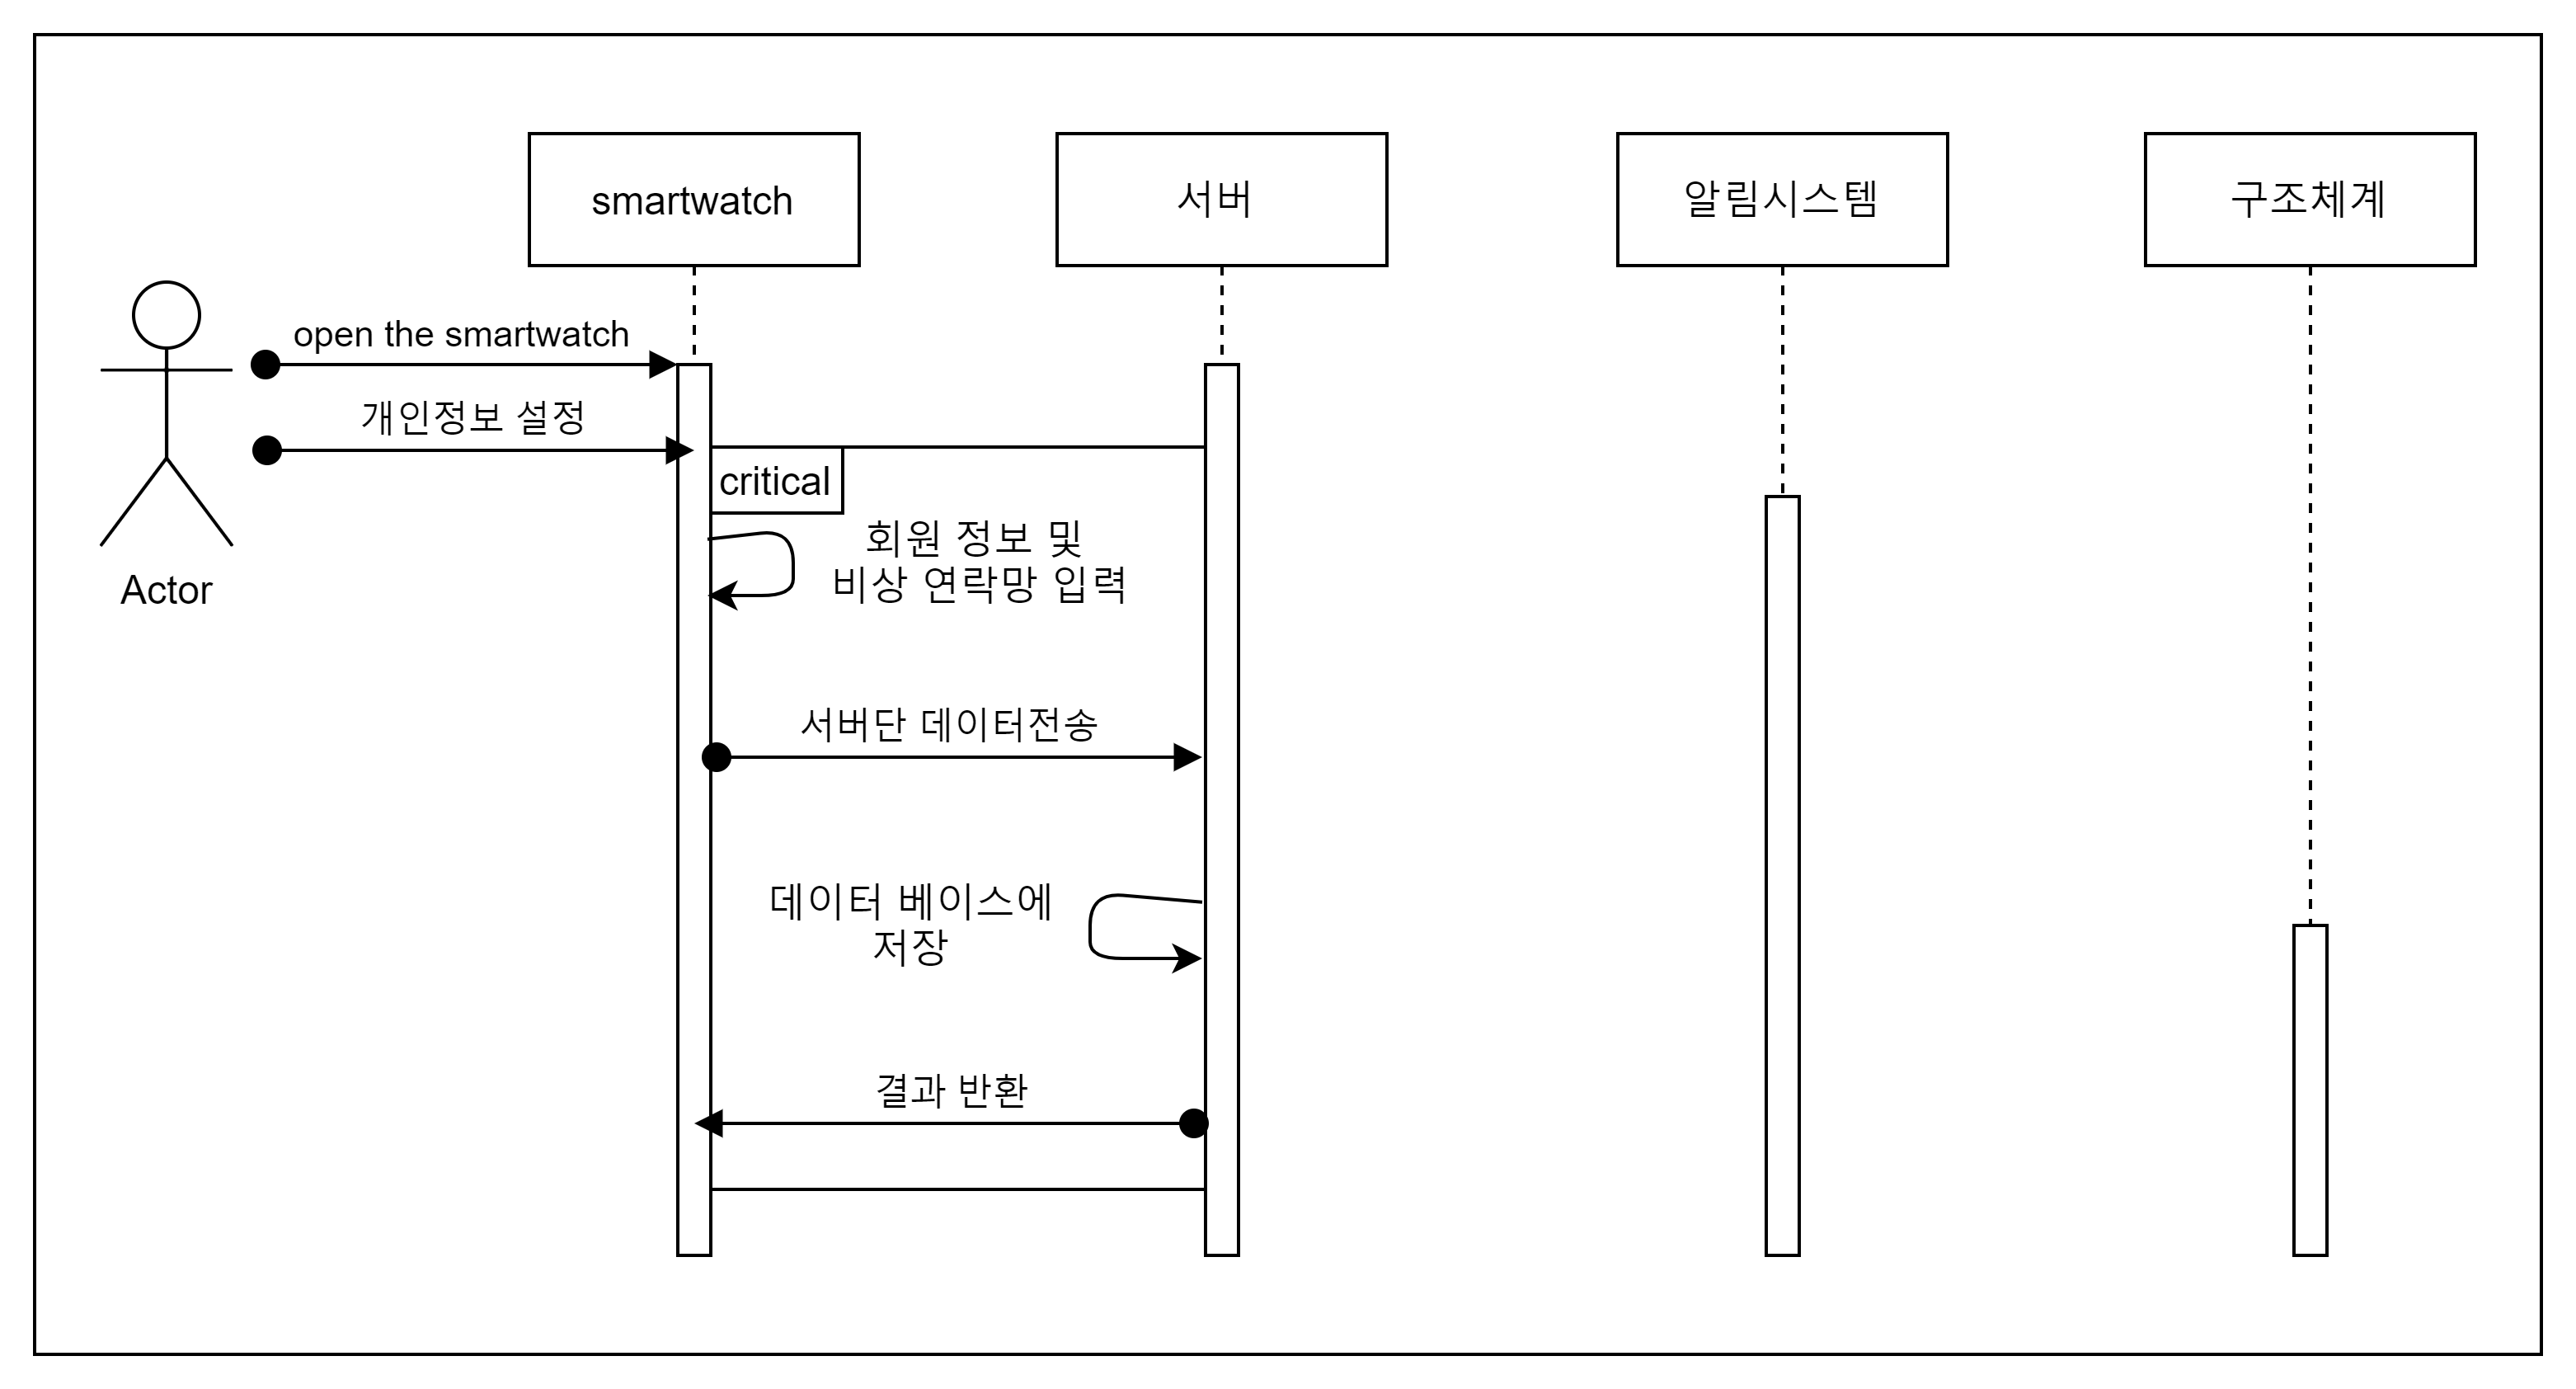 smartwatch
서버
알림시스템
구조체계
open the smartwatch
개인정보 설정
critical
회원 정보 및
비상 연락망 입력
Actor
서버단 데이터전송
데이터 베이스에
저장
결과 반환